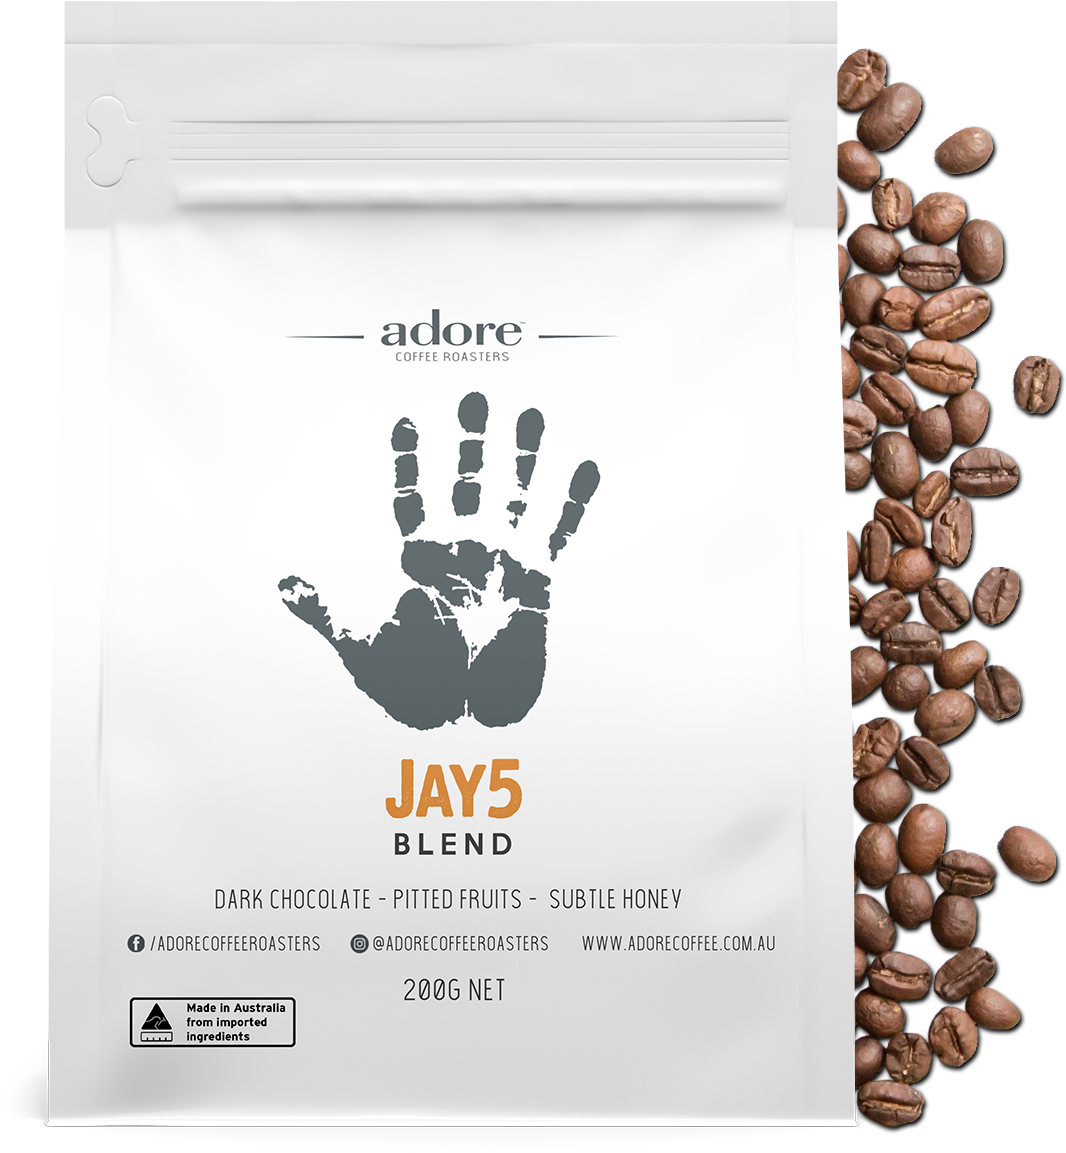 adore™
COFFEE ROASTERS
JAY5
BLEND
DARK CHOCOLATE - PITTED FRUITS - SUBTLE HONEY
/ADORECOFFEEROASTERS @ADORECOFFEEROASTERS WWW.ADORECOFFEE.COM.AU
200G NET
Made in Australia
from imported
ingredients